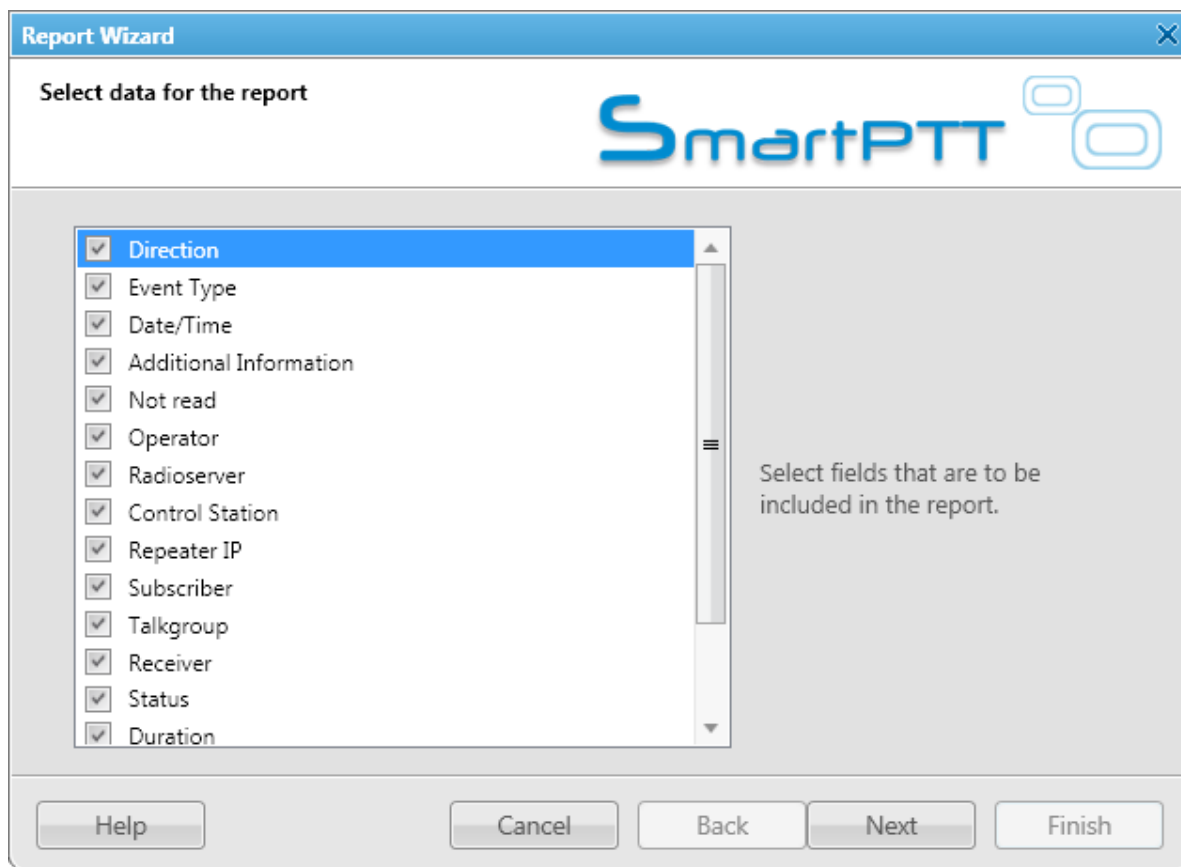 Report Wizard
Select data for the report
SmartPTT
Direction
Event Type
Date/Time
Additional Information
Not read
Operator
Radioserver
Control Station
Repeater IP
Subscriber
Talkgroup
Receiver
Status
Duration
Select fields that are to be
included in the report.
Help
Cancel
Back
Next
Finish